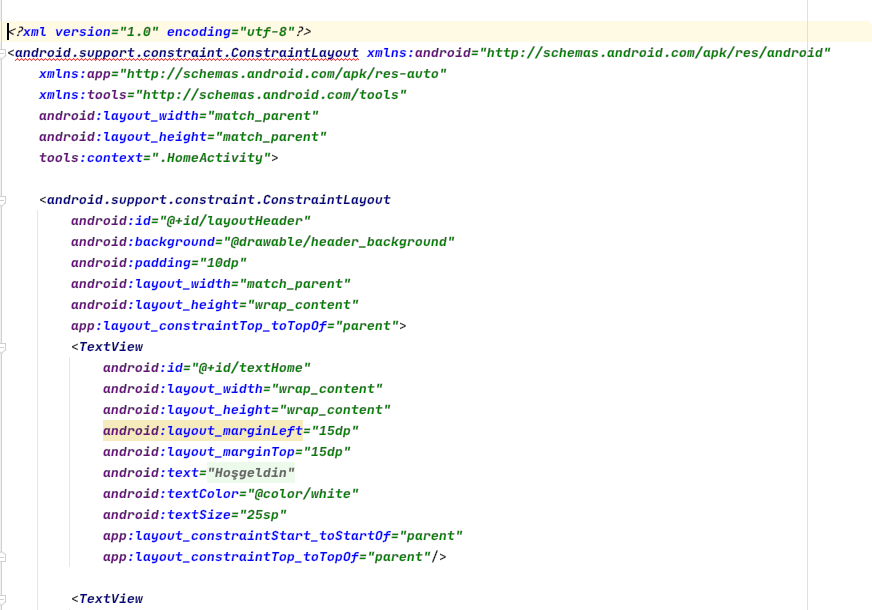 <?xml version="1.0" encoding="utf-8"?>
<android.support.constraint.ConstraintLayout xmlns:android="http://schemas.android.com/apk/res/android"
    xmlns:app="http://schemas.android.com/apk/res-auto"
    xmlns:tools="http://schemas.android.com/tools"
    android:layout_width="match_parent"
    android:layout_height="match_parent"
    tools:context=".HomeActivity">

    <android.support.constraint.ConstraintLayout
        android:id="@+id/layoutHeader"
        android:background="@drawable/header_background"
        android:padding="10dp"
        android:layout_width="match_parent"
        android:layout_height="wrap_content"
        app:layout_constraintTop_toTopOf="parent">
        <TextView
            android:id="@+id/textHome"
            android:layout_width="wrap_content"
            android:layout_height="wrap_content"
            android:layout_marginLeft="15dp"
            android:layout_marginTop="15dp"
            android:text="Hoşgeldin"
            android:textColor="@color/white"
            android:textSize="25sp"
            app:layout_constraintStart_toStartOf="parent"
            app:layout_constraintTop_toTopOf="parent"/>

        <TextView